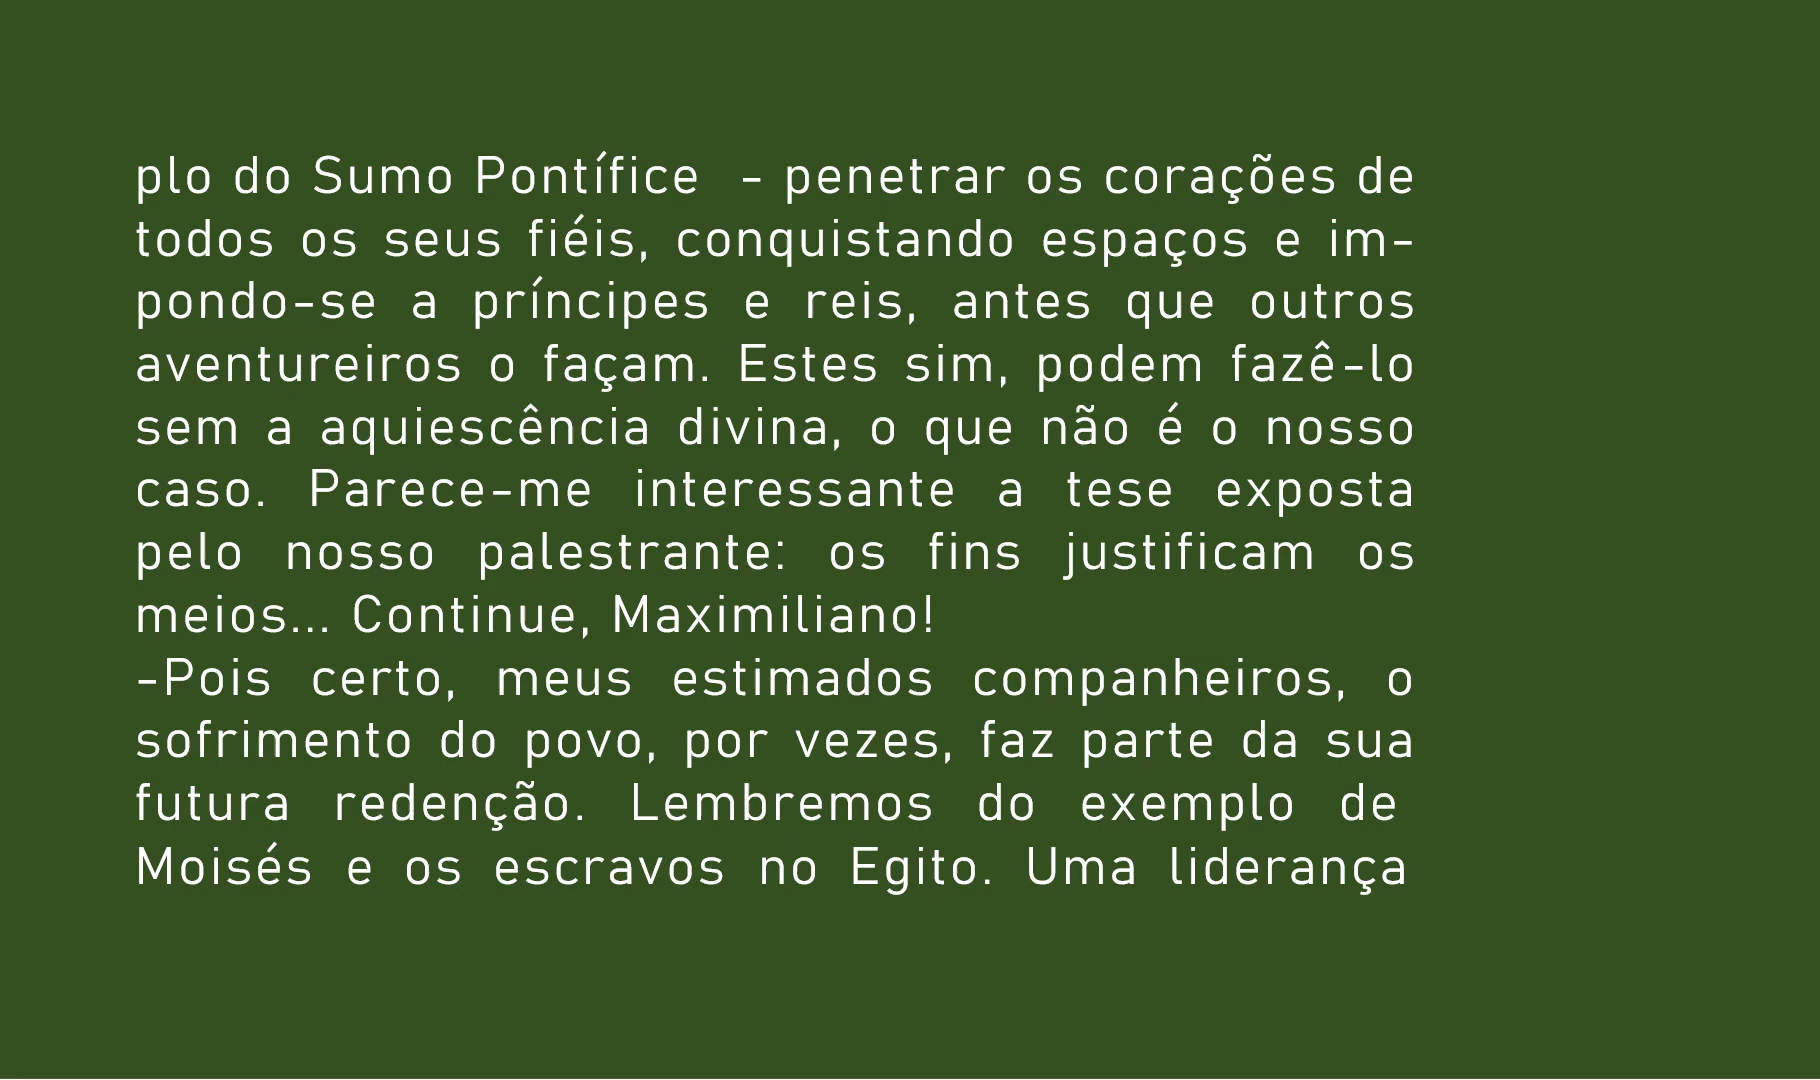 plo do Sumo Pontífice - penetrar os corações de
todos os seus fiéis, conquistando espaços e im-
pondo-se a príncipes e reis, antes que outros
aventureiros o façam. Estes sim, podem fazê-lo
sem a aquiescência divina, o que não é o nosso
caso. Parece-me interessante a tese exposta
pelo nosso palestrante: os fins justificam os
meios... Continue, Maximiliano!
-Pois certo, meus estimados companheiros, o
sofrimento do povo, por vezes, faz parte da sua
futura redenção. Lembremos do exemplo de
Moisés e os escravos no Egito. Uma liderança